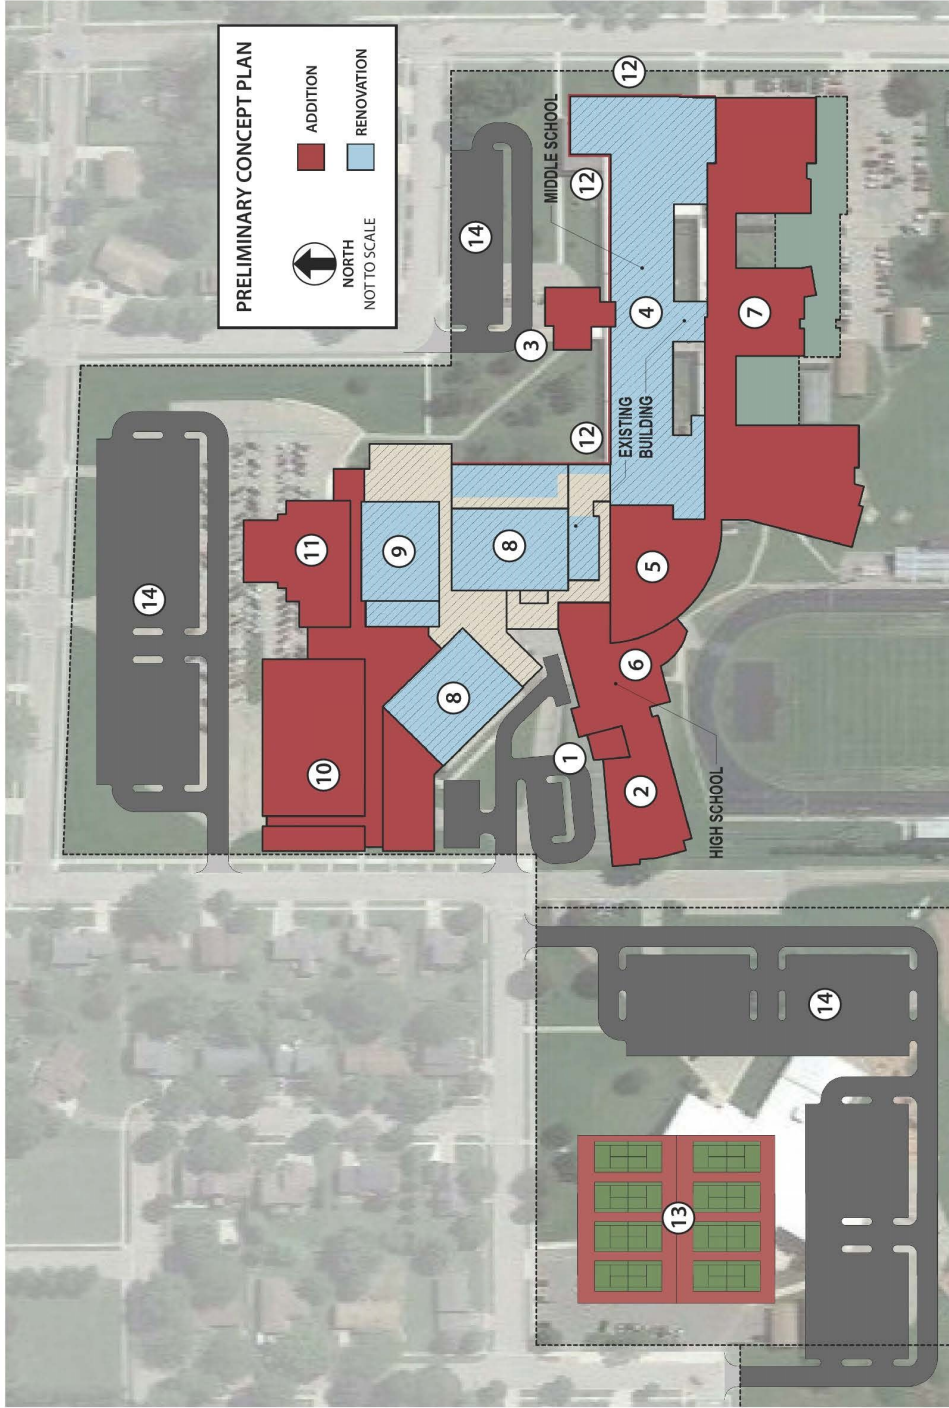 PRELIMINARY CONCEPT PLAN
ADDITION
RENOVATION
NORTH
NOT TO SCALE
14
11
10
9
8
14
8
3
MIDDLE SCHOOL
1
12
12
12
EXISTING
BUILDING
6
2
4
5
13
HIGH SCHOOL
7
14